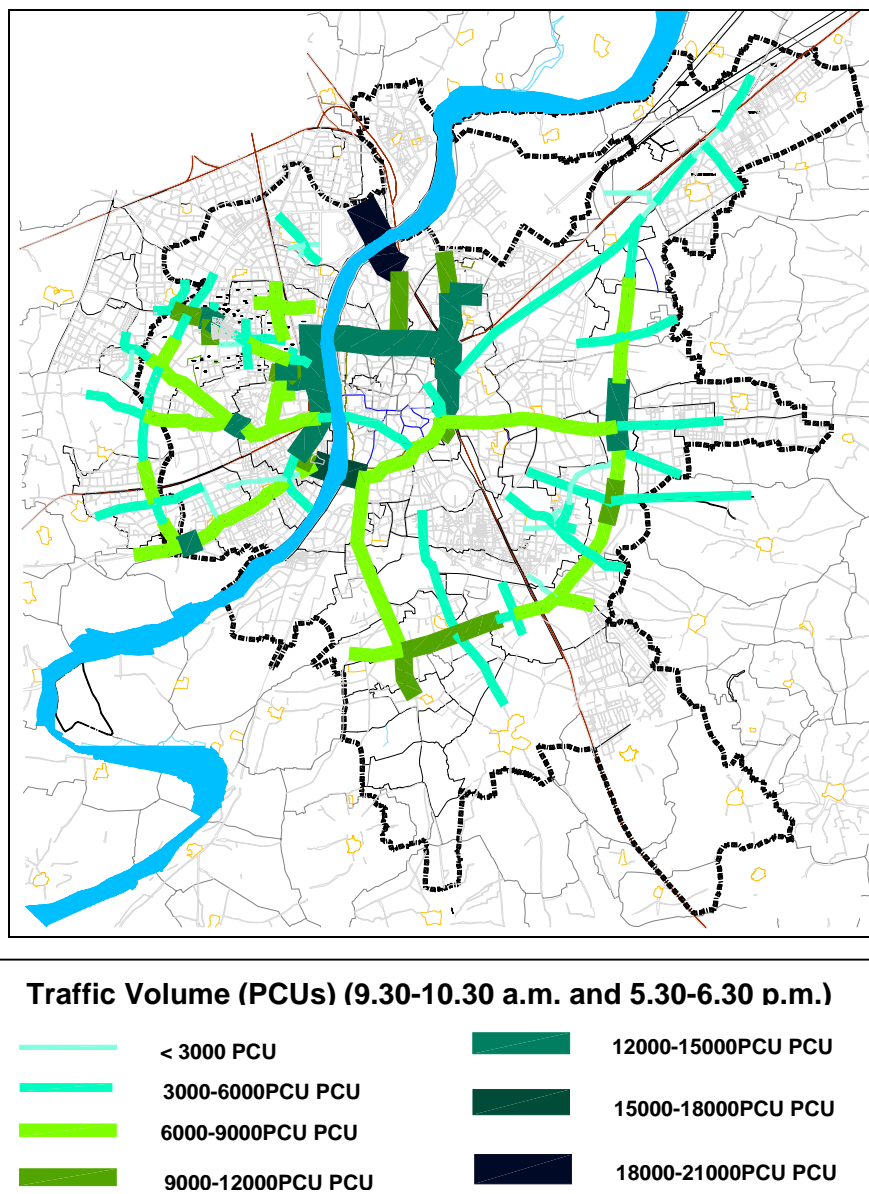 Traffic Volume (PCUs) (9.30-10.30 a.m. and 5.30-6.30 p.m.)
< 3000 PCU
3000-6000PCU PCU
6000-9000PCU PCU
9000-12000PCU PCU
12000-15000PCU PCU
15000-18000PCU PCU
18000-21000PCU PCU